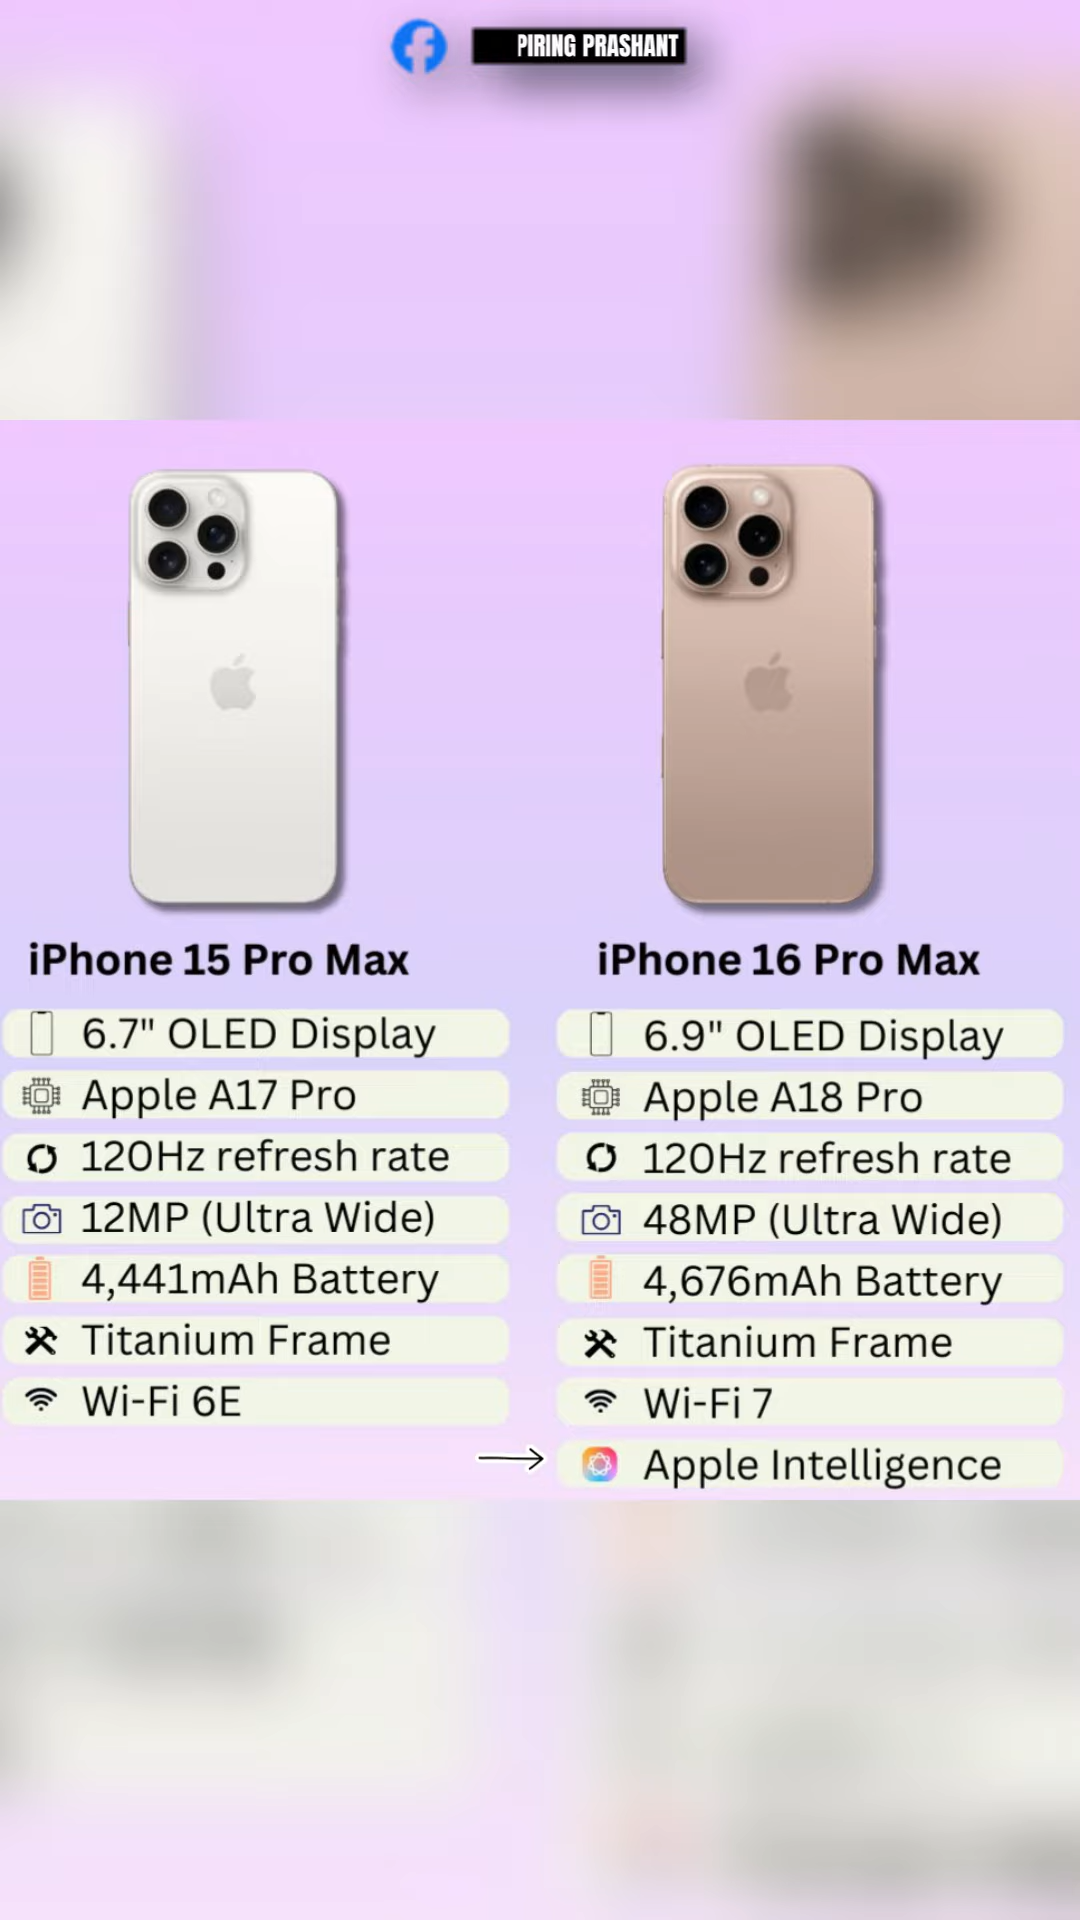 PIRING PRASHANT
iPhone 15 Pro Max
6.7" OLED Display
Apple A17 Pro
120Hz refresh rate
12MP (Ultra Wide)
4,441mAh Battery
Titanium Frame
Wi-Fi 6E
iPhone 16 Pro Max
6.9" OLED Display
Apple A18 Pro
120Hz refresh rate
48MP (Ultra Wide)
4,676mAh Battery
Titanium Frame
Wi-Fi 7
Apple Intelligence